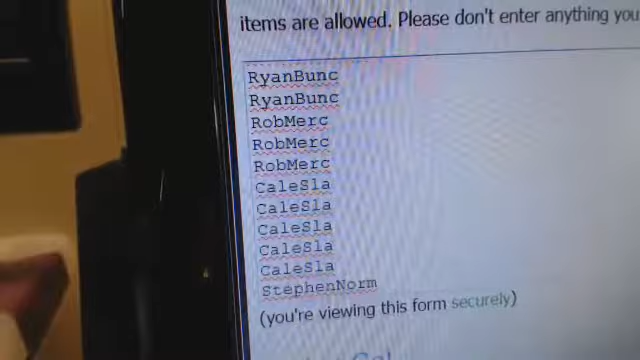 items are allowed. Please don't enter anything you
RyanBunc
RyanBunc
RobMerc
RobMerc
RobMerc
CaleSla
CaleSla
CaleSla
CaleSla
CaleSla
StephenNorm
(you're viewing this form securely)